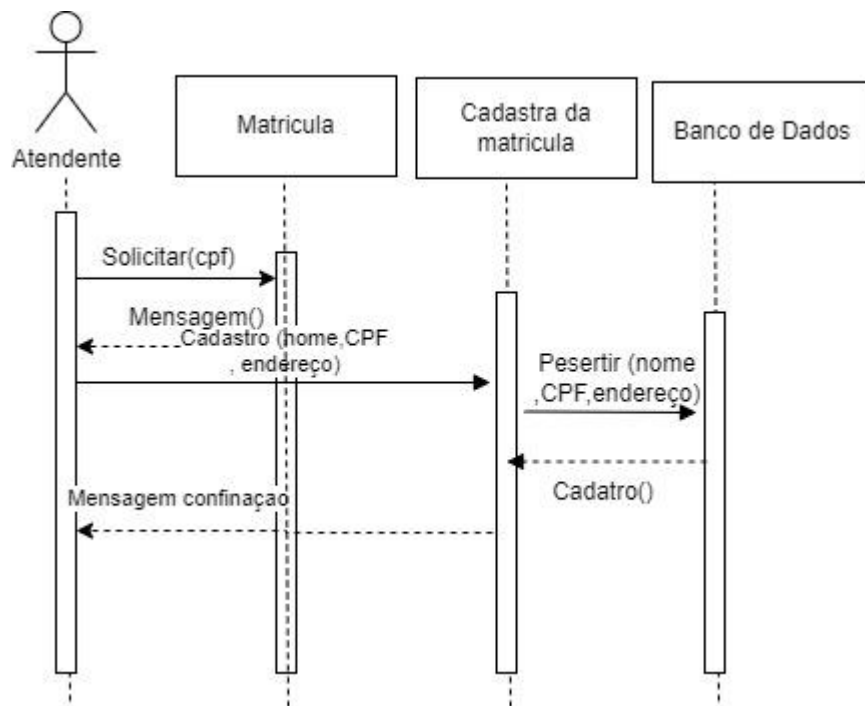 Atendente
Matricula
Cadastra da
matricula
Banco de Dados
Solicitar(cpf)
Mensagem()
Cadastro (nome,CPF
, endereço)
Pesertir (nome
,CPF,endereço)
Cadatro()
Mensagem confinaçao